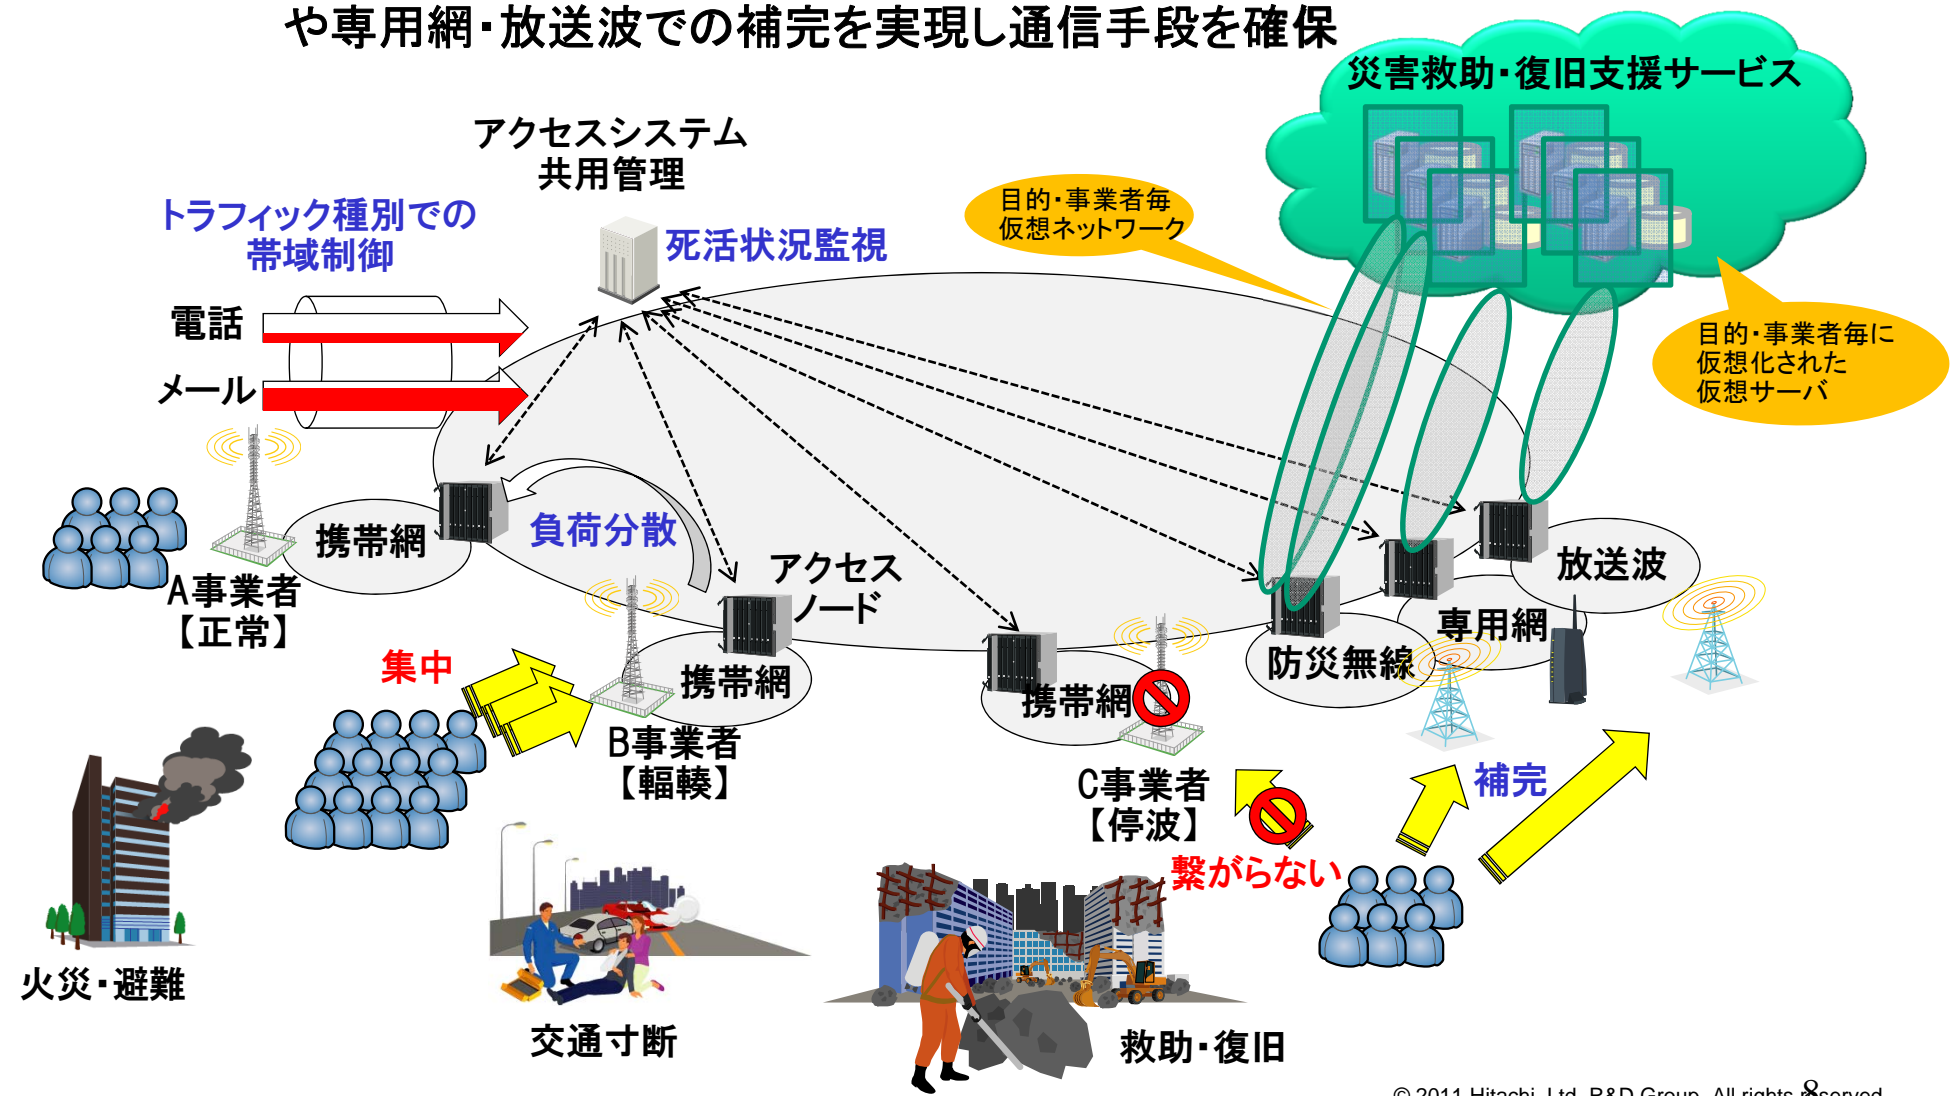 や専用網・放送波での補完を実現し通信手段を確保
災害救助・復旧支援サービス
アクセスシステム
共用管理
トラフィック種別での
帯域制御
死活状況監視
目的・事業者毎
仮想ネットワーク
電話
メール
目的・事業者毎に
仮想化された
仮想サーバ
携帯網
負荷分散
アクセス
ノード
放送波
A事業者
【正常】
専用網
集中
携帯網
防災無線
携帯網
B事業者
【輻輳】
C事業者
【停波】
補完
繋がらない
火災・避難
交通寸断
救助・復旧
© 2011 Hitachi, Ltd. R&D Group. All rights reserved.
8